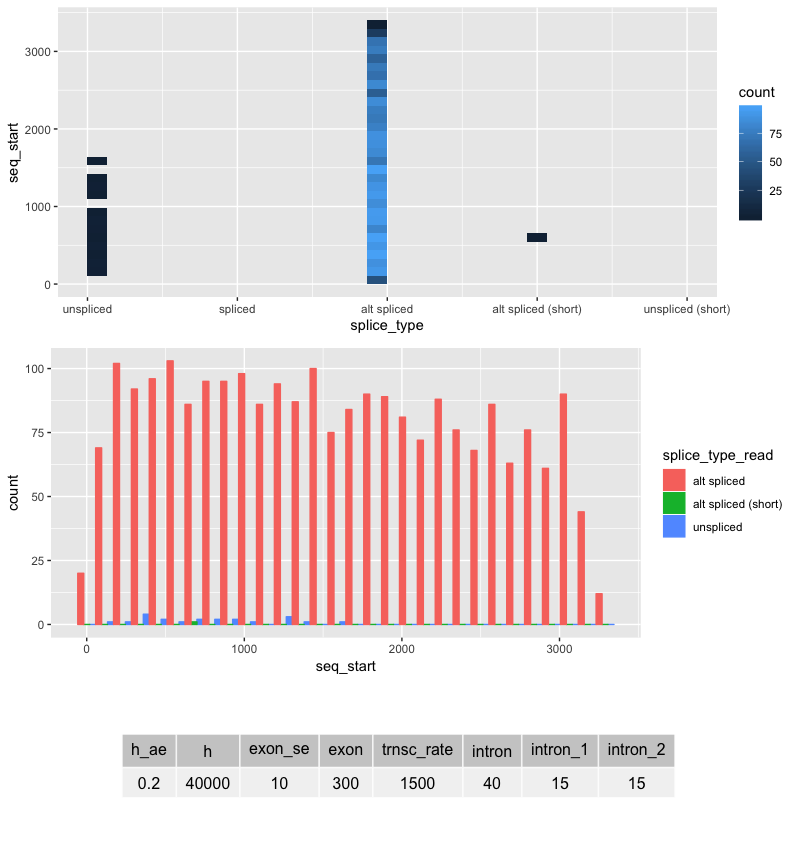 3000
2000
1000
0
seq_start
unspliced
spliced
alt spliced
alt spliced (short)
unspliced (short)
splice_type
count
75
50
25
100
75
50
25
0
count
0
1000
2000
3000
seq_start
splice_type_read
alt spliced
alt spliced (short)
unspliced
h_ae h exon_se exon trnsc_rate intron intron_1 intron_2
0.2 40000 10 300 1500 40 15 15